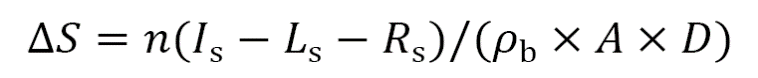 ΔS = n(I_s − L_s − R_s)/(ρ_b × A × D)